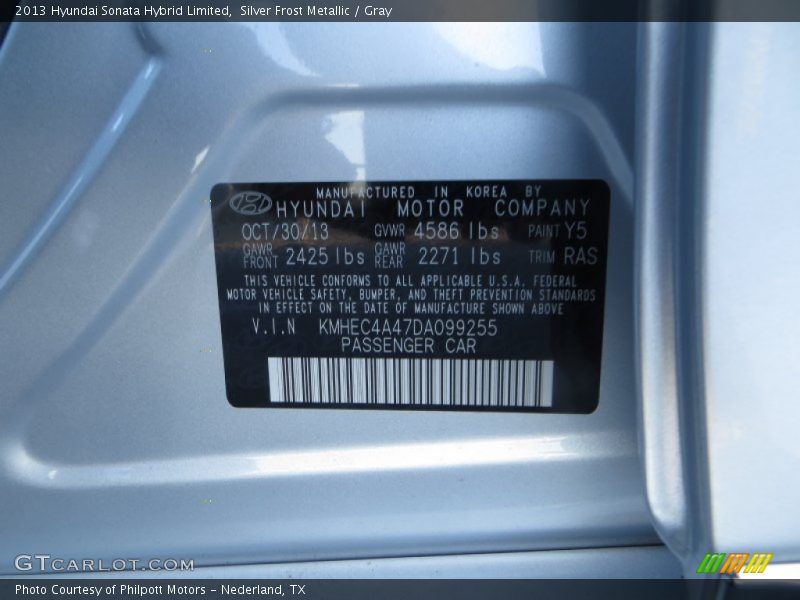 2013 Hyundai Sonata Hybrid Limited, Silver Frost Metallic / Gray
MANUFACTURED IN KOREA BY
HYUNDAI MOTOR COMPANY
OCT/30/13 GVWR 4586 lbs PAINT Y5
GAWR FRONT 2425 lbs GAWR REAR 2271 lbs TRIM RAS
THIS VEHICLE CONFORMS TO ALL APPLICABLE U.S.A. FEDERAL
MOTOR VEHICLE SAFETY, BUMPER, AND THEFT PREVENTION STANDARDS
IN EFFECT ON THE DATE OF MANUFACTURE SHOWN ABOVE
V.I.N KMHEC4A47DA099255
PASSENGER CAR
GTCARLOT.COM
Photo Courtesy of Philpott Motors - Nederland, TX